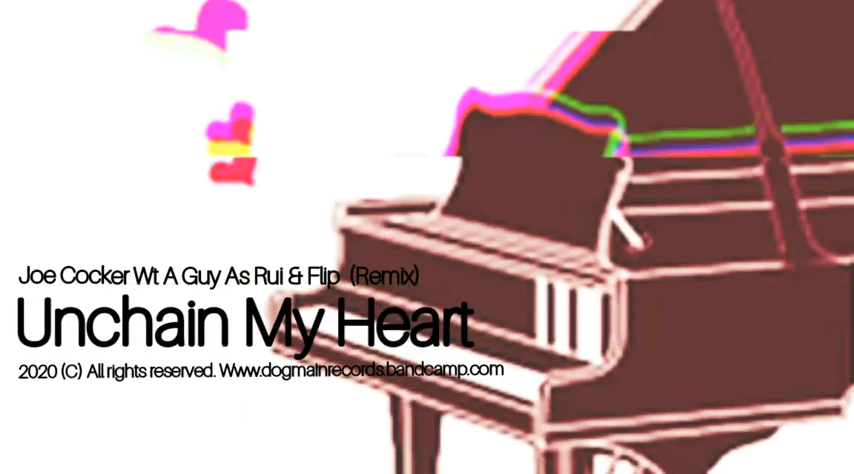 Joe Cocker Wt A Guy As Rui & Flip (Remix)
Unchain My Heart
2020 (C) All rights reserved. Www.dogmainrecords.bandcamp.com